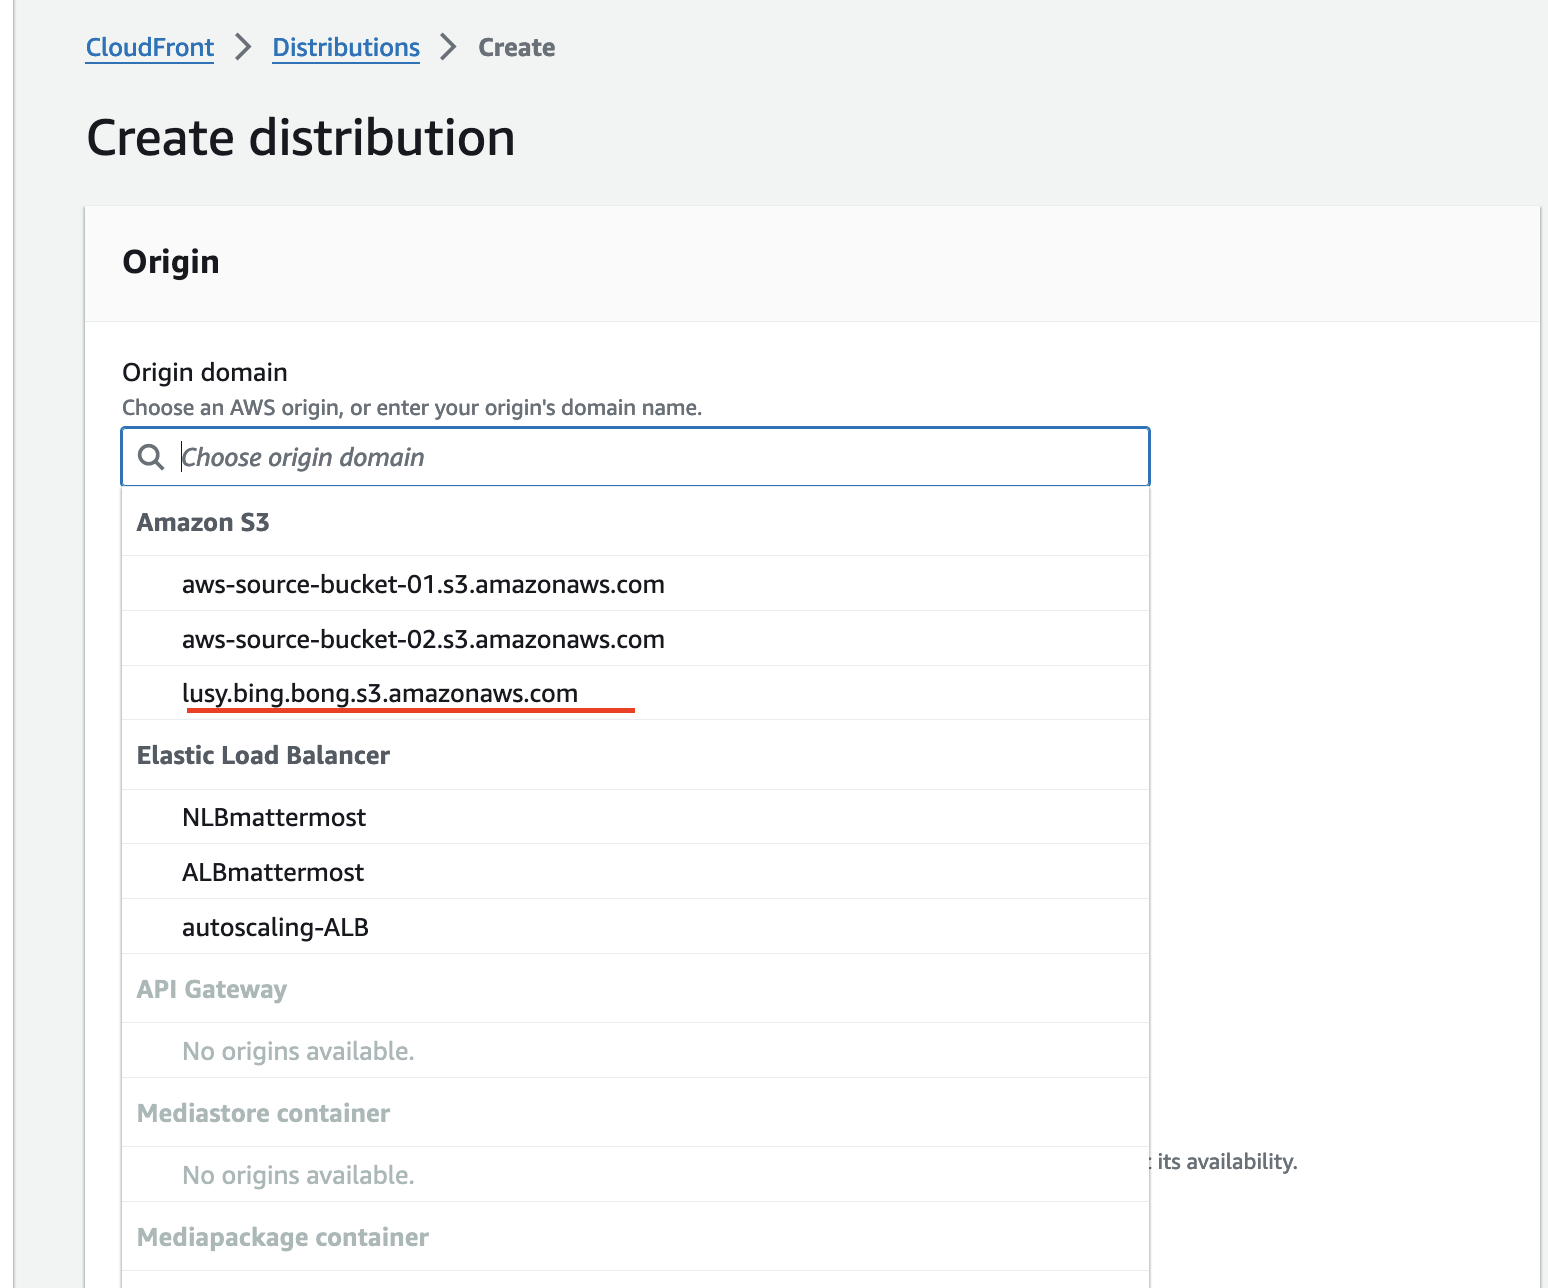 CloudFront > Distributions > Create
Create distribution
Origin
Origin domain
Choose an AWS origin, or enter your origin's domain name.
Choose origin domain
Amazon S3
aws-source-bucket-01.s3.amazonaws.com
aws-source-bucket-02.s3.amazonaws.com
lusy.bing.bong.s3.amazonaws.com
Elastic Load Balancer
NLBmattermost
ALBmattermost
autoscaling-ALB
API Gateway
No origins available.
Mediastore container
its availability.
No origins available.
Mediapackage container